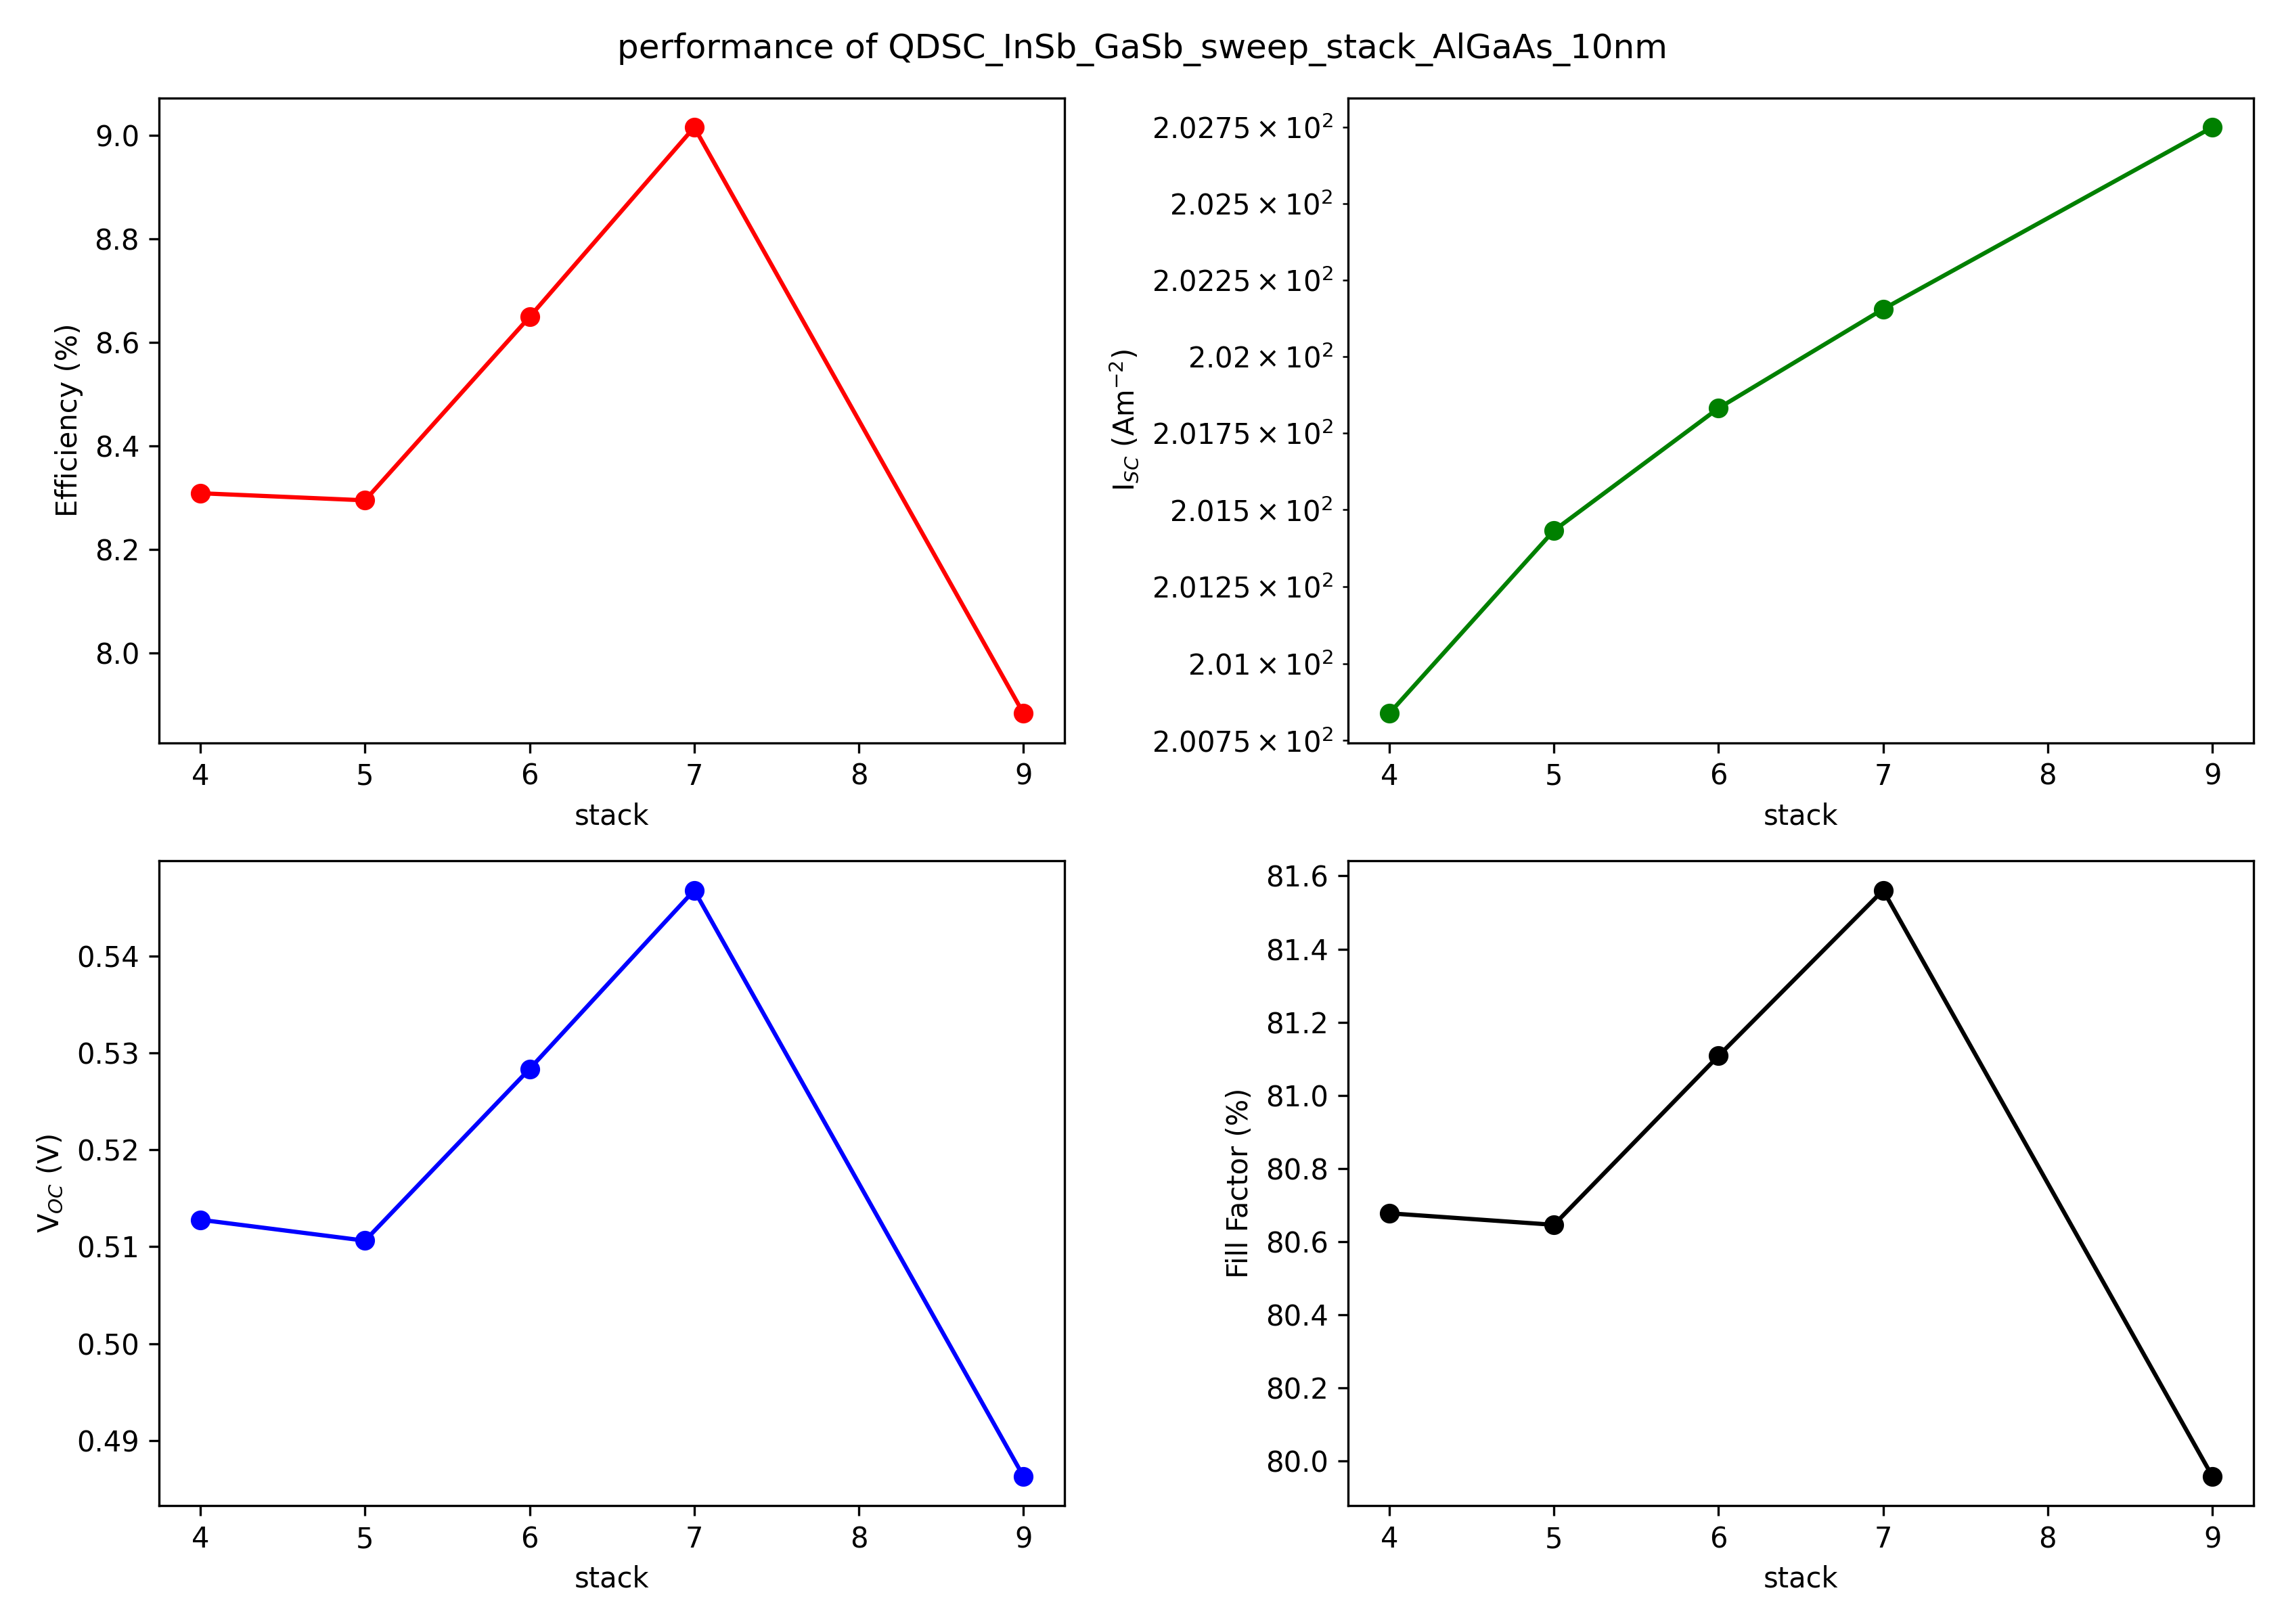 performance of QDSC_InSb_GaSb_sweep_stack_AlGaAs_10nm
Efficiency (%)
9.0
8.8
8.6
8.4
8.2
8.0
4 5 6 7 8 9
stack
I_SC (Am⁻²)
2.0275 × 10²
2.025 × 10²
2.0225 × 10²
2.02 × 10²
2.0175 × 10²
2.015 × 10²
2.0125 × 10²
2.01 × 10²
2.0075 × 10²
4 5 6 7 8 9
stack
V_OC (V)
0.54
0.53
0.52
0.51
0.50
0.49
4 5 6 7 8 9
stack
Fill Factor (%)
81.6
81.4
81.2
81.0
80.8
80.6
80.4
80.2
80.0
4 5 6 7 8 9
stack